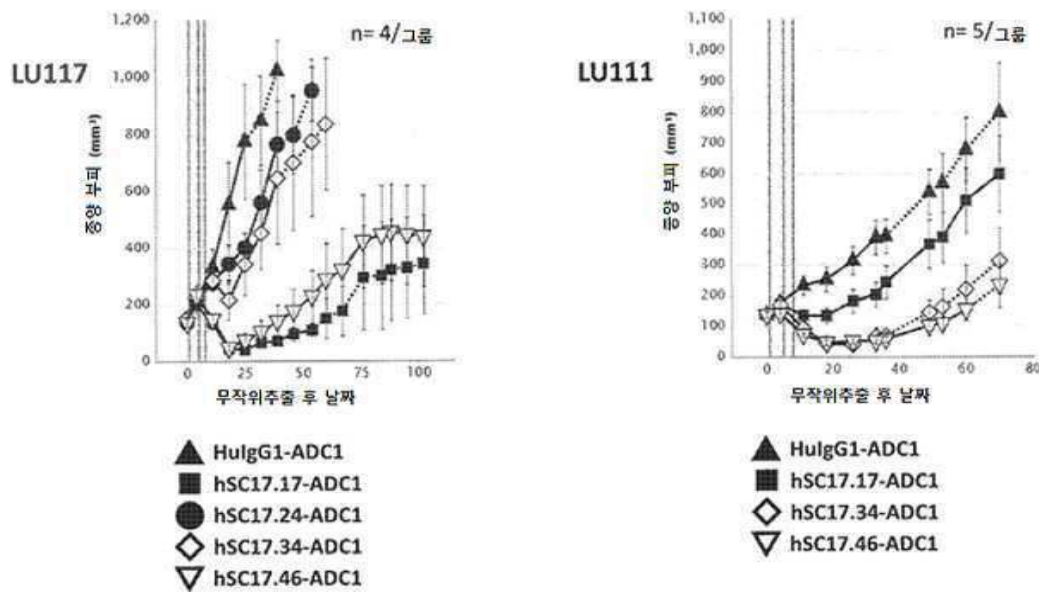 LU117
n= 4/그룹
종양 부피 (mm³)
1,200
1,000
800
600
400
200
0
0 25 50 75 100
무작위추출 후 날짜
HuIgG1-ADC1
hSC17.17-ADC1
hSC17.24-ADC1
hSC17.34-ADC1
hSC17.46-ADC1
LU111
n= 5/그룹
종양 부피 (mm³)
1,100
1,000
900
800
700
600
500
400
300
200
100
0
0 20 40 60 80
무작위추출 후 날짜
HuIgG1-ADC1
hSC17.17-ADC1
hSC17.34-ADC1
hSC17.46-ADC1